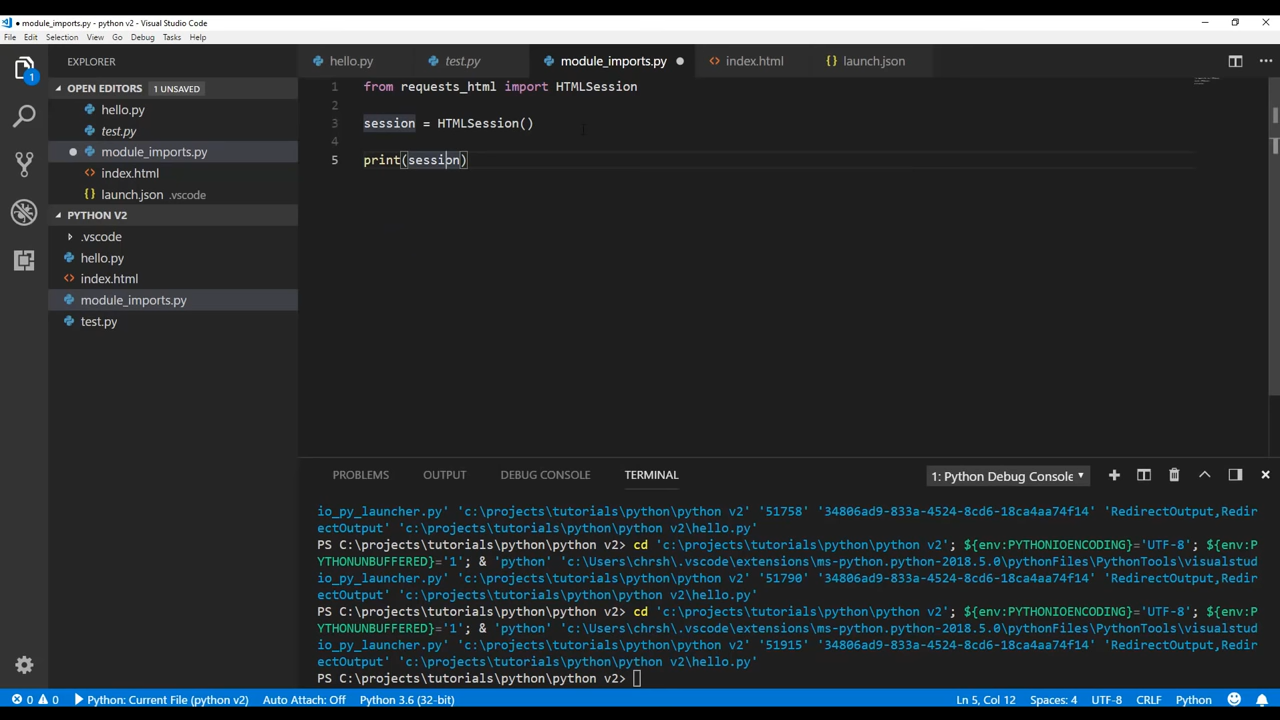 module_imports.py - python v2 - Visual Studio Code
File Edit Selection View Go Debug Tasks Help
EXPLORER
OPEN EDITORS 1 UNSAVED
hello.py
test.py
module_imports.py
index.html
launch.json .vscode
PYTHON V2
.vscode
hello.py
index.html
module_imports.py
test.py
1
hello.py test.py module_imports.py index.html launch.json
1 from requests_html import HTMLSession
2
3 session = HTMLSession()
4
5 print(session)
PROBLEMS OUTPUT DEBUG CONSOLE TERMINAL 1: Python Debug Console
io_py_launcher.py' 'c:\projects\tutorials\python\python v2' '51758' '34806ad9-833a-4524-8cd6-18ca4aa74f14' 'RedirectOutput,Redir
ectOutput' 'c:\projects\tutorials\python\python v2\hello.py'
PS C:\projects\tutorials\python\python v2> cd 'c:\projects\tutorials\python\python v2'; ${env:PYTHONIOENCODING}='UTF-8'; ${env:P
YTHONUNBUFFERED}='1'; & 'python' 'c:\Users\chrsh\.vscode\extensions\ms-python.python-2018.5.0\pythonFiles\PythonTools\visualstud
io_py_launcher.py' 'c:\projects\tutorials\python\python v2' '51790' '34806ad9-833a-4524-8cd6-18ca4aa74f14' 'RedirectOutput,Redir
ectOutput' 'c:\projects\tutorials\python\python v2\hello.py'
PS C:\projects\tutorials\python\python v2> cd 'c:\projects\tutorials\python\python v2'; ${env:PYTHONIOENCODING}='UTF-8'; ${env:P
YTHONUNBUFFERED}='1'; & 'python' 'c:\Users\chrsh\.vscode\extensions\ms-python.python-2018.5.0\pythonFiles\PythonTools\visualstud
io_py_launcher.py' 'c:\projects\tutorials\python\python v2' '51915' '34806ad9-833a-4524-8cd6-18ca4aa74f14' 'RedirectOutput,Redir
ectOutput' 'c:\projects\tutorials\python\python v2\hello.py'
PS C:\projects\tutorials\python\python v2>
0 0 Python: Current File (python v2) Auto Attach: Off Python 3.6 (32-bit) Ln 5, Col 12 Spaces: 4 UTF-8 CRLF Python